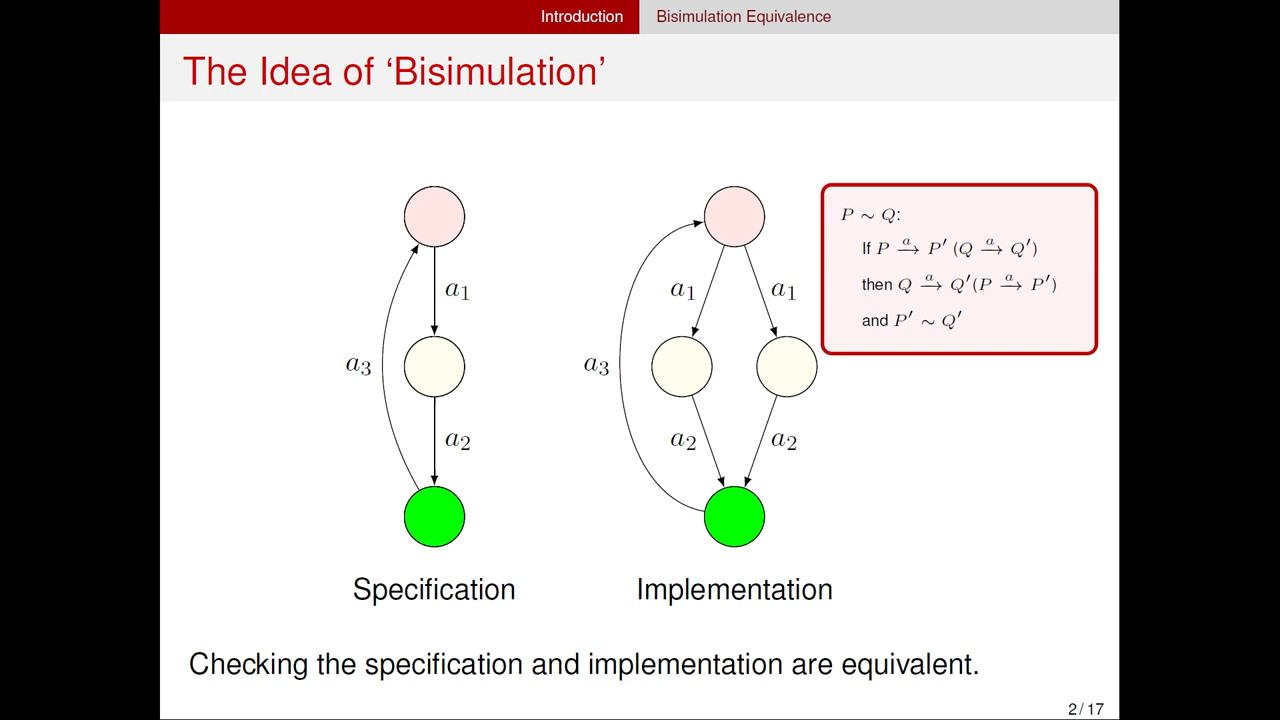 Introduction
Bisimulation Equivalence
The Idea of ‘Bisimulation’
P ∼ Q:
If P –a→ P′ (Q –a→ Q′)
then Q –a→ Q′(P –a→ P′)
and P′ ∼ Q′
a₁
a₁
a₁
a₃
a₃
a₂
a₂
a₂
Specification
Implementation
Checking the specification and implementation are equivalent.
2 / 17